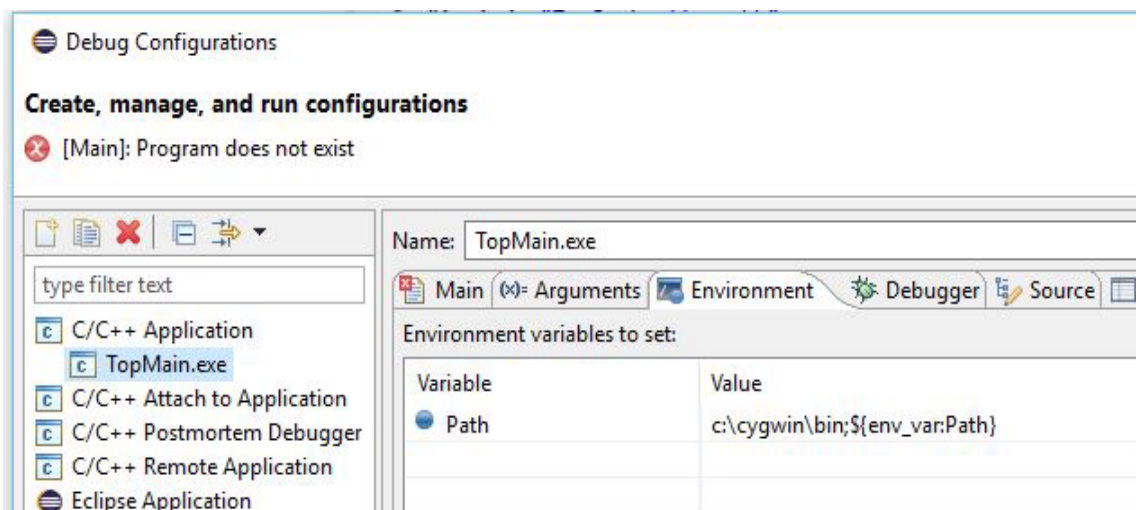 Debug Configurations
Create, manage, and run configurations
[Main]: Program does not exist
type filter text
C/C++ Application
TopMain.exe
C/C++ Attach to Application
C/C++ Postmortem Debugger
C/C++ Remote Application
Eclipse Application
Name: TopMain.exe
Main (x)= Arguments Environment Debugger Source
Environment variables to set:
Variable Value
Path c:\cygwin\bin;${env_var:Path}